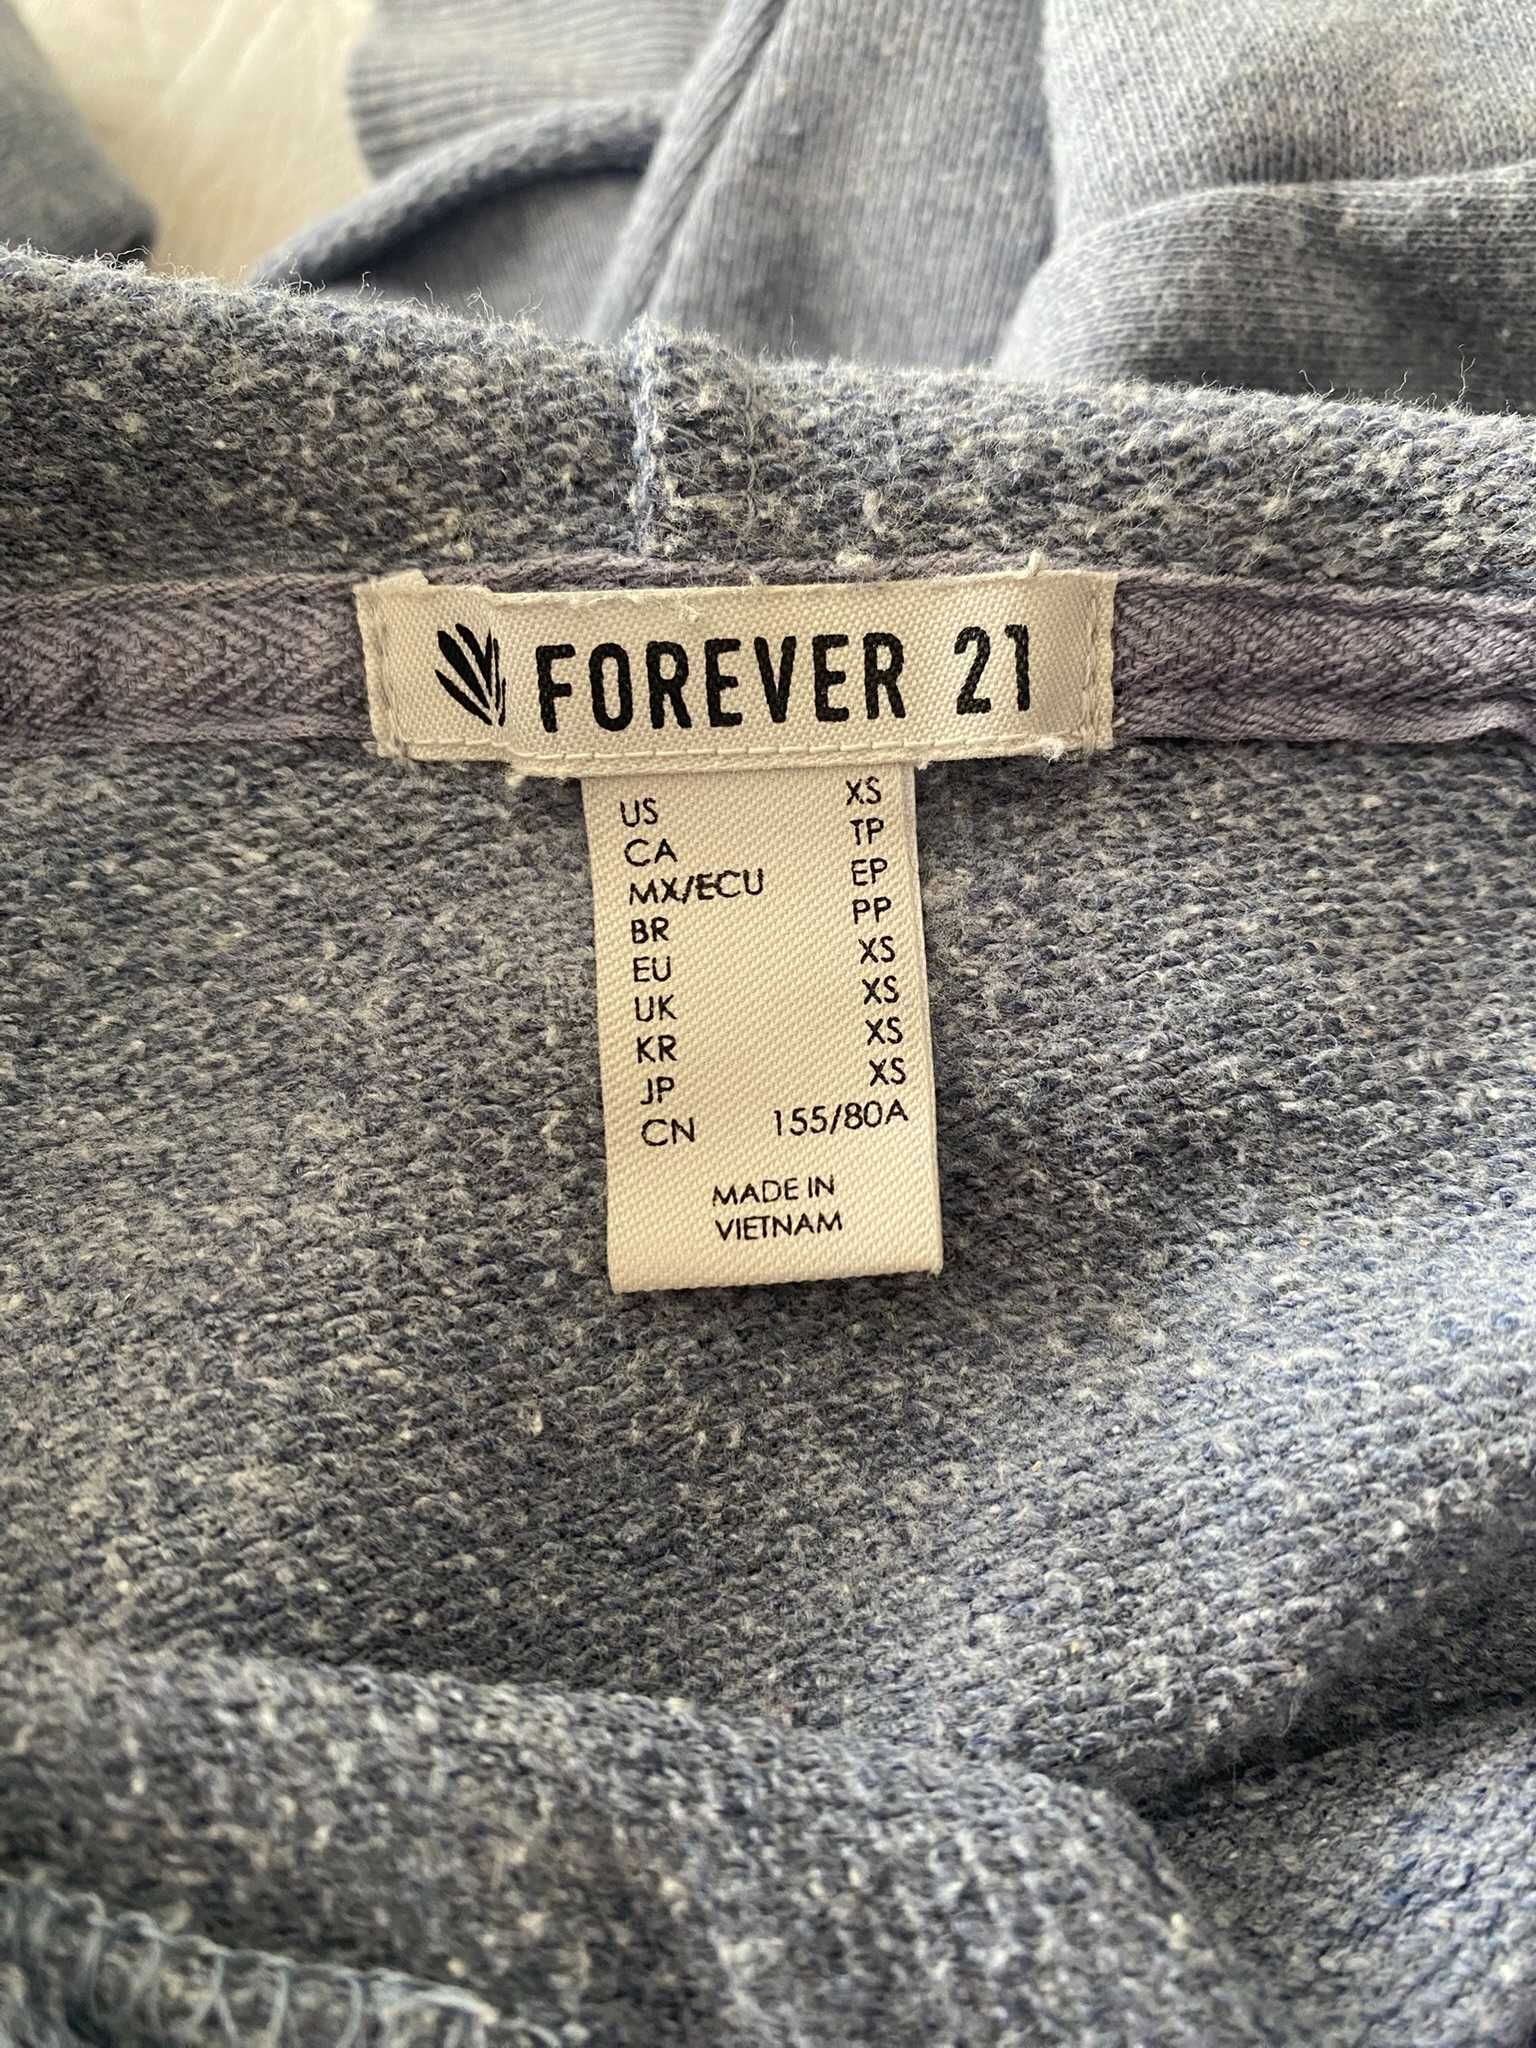 FOREVER 21
US XS
CA TP
MX/ECU EP
BR PP
EU XS
UK XS
KR XS
JP XS
CN 155/80A
MADE IN
VIETNAM